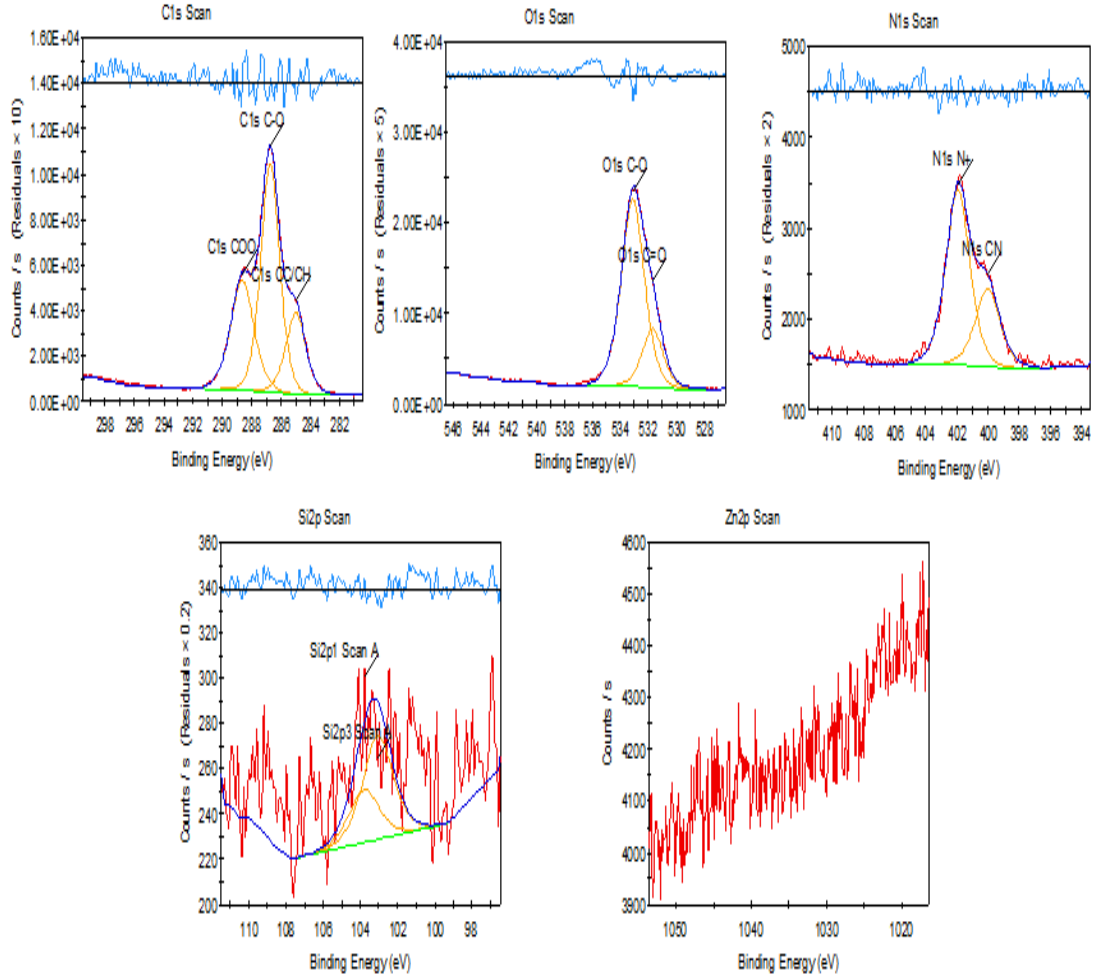 C1s Scan
Counts / s (Residuals × 10)
1.60E+04
1.40E+04
1.20E+04
1.00E+04
8.00E+03
6.00E+03
4.00E+03
2.00E+03
0.00E+00
C1s C-O
C1s COO
C1s CC/CH
298 296 294 292 290 288 286 284 282
Binding Energy (eV)
O1s Scan
Counts / s (Residuals × 5)
4.00E+04
3.00E+04
2.00E+04
1.00E+04
0.00E+00
O1s C-O
O1s C=O
546 544 542 540 538 536 534 532 530 528
Binding Energy (eV)
N1s Scan
Counts / s (Residuals × 2)
5000
4000
3000
2000
1000
N1s N+
N1s CN
410 408 406 404 402 400 398 396 394
Binding Energy (eV)
Si2p Scan
Counts / s (Residuals × 0.2)
360
340
320
300
280
260
240
220
200
Si2p1 Scan A
Si2p3 Scan A
110 108 106 104 102 100 98
Binding Energy (eV)
Zn2p Scan
Counts / s
4600
4500
4400
4300
4200
4100
4000
3900
1050 1040 1030 1020
Binding Energy (eV)